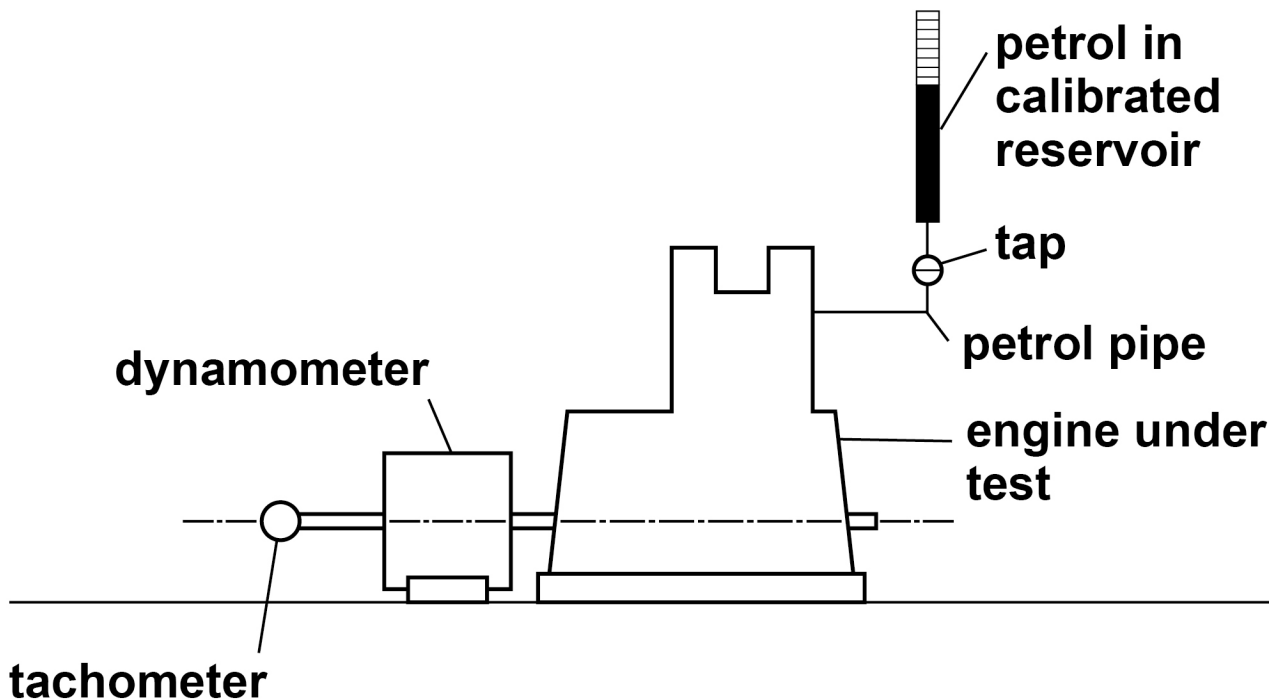 petrol in
calibrated
reservoir
tap
petrol pipe
dynamometer
engine under
test
tachometer